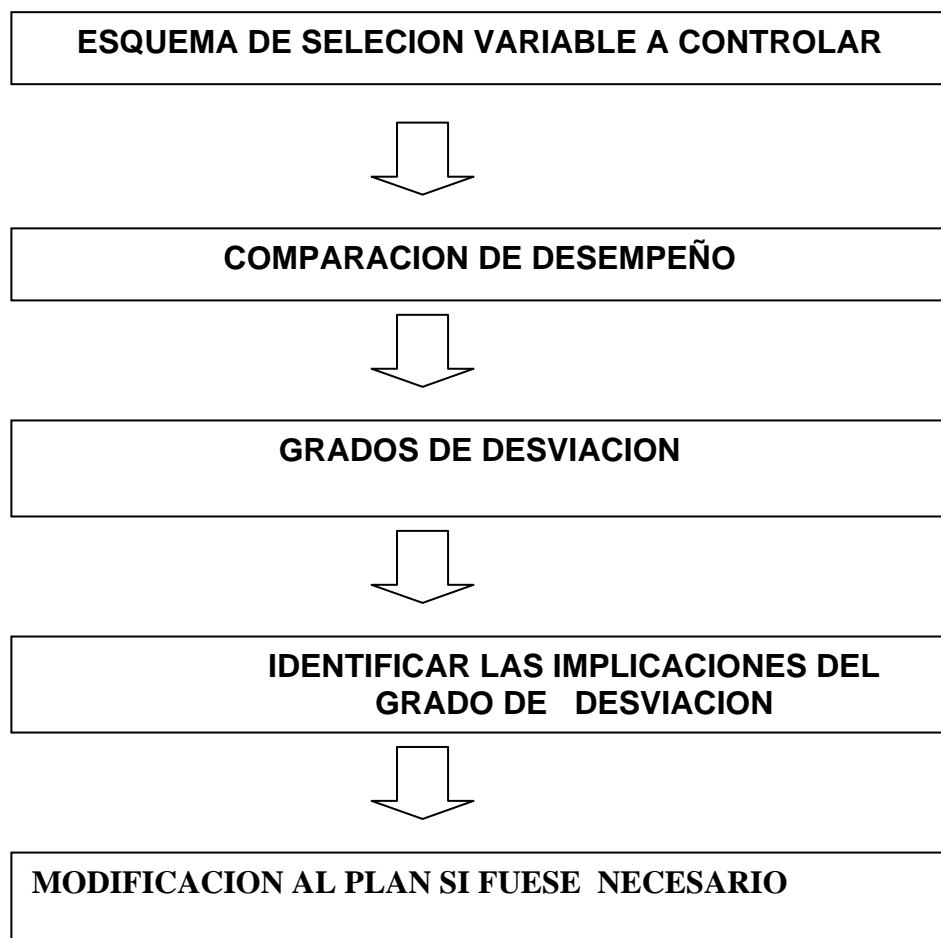 ESQUEMA DE SELECION VARIABLE A CONTROLAR
COMPARACION DE DESEMPEÑO
GRADOS DE DESVIACION
IDENTIFICAR LAS IMPLICACIONES DEL
GRADO DE DESVIACION
MODIFICACION AL PLAN SI FUESE NECESARIO